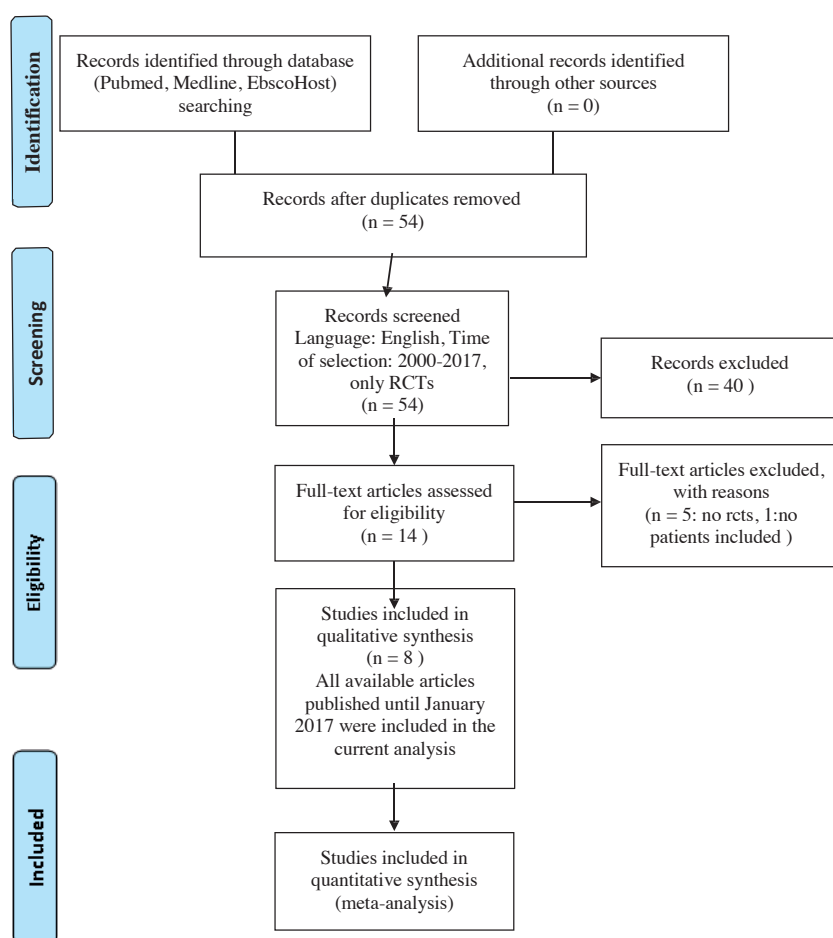 Identification
Records identified through database
(Pubmed, Medline, EbscoHost)
searching
Additional records identified
through other sources
(n = 0)
Records after duplicates removed
(n = 54)
Screening
Records screened
Language: English, Time
of selection: 2000-2017,
only RCTs
(n = 54)
Records excluded
(n = 40 )
Eligibility
Full-text articles assessed
for eligibility
(n = 14 )
Full-text articles excluded,
with reasons
(n = 5: no rcts, 1:no
patients included )
Studies included in
qualitative synthesis
(n = 8 )
All available articles
published until January
2017 were included in the
current analysis
Included
Studies included in
quantitative synthesis
(meta-analysis)